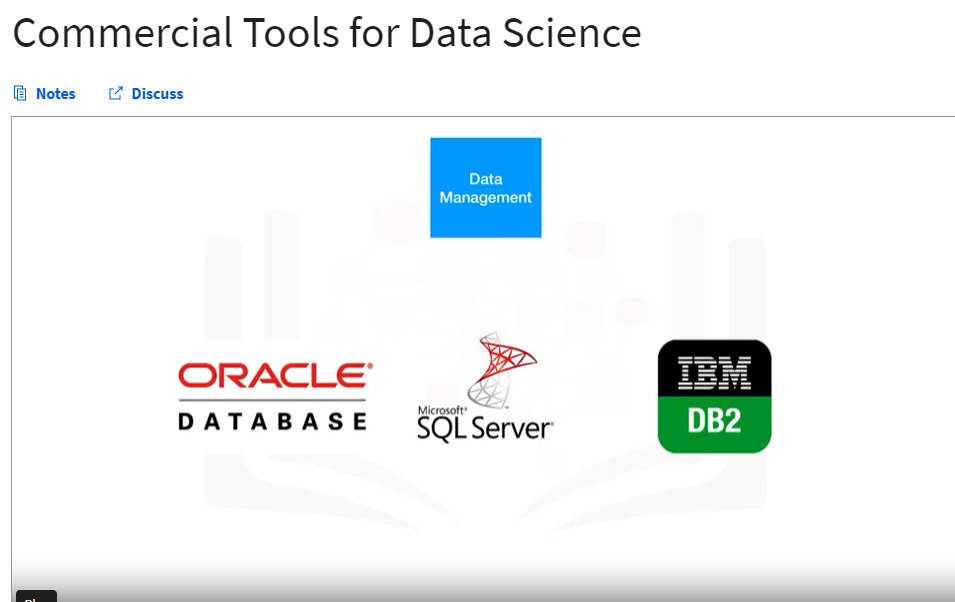 Commercial Tools for Data Science
Notes
Discuss
Data
Management
ORACLE®
DATABASE
Microsoft®
SQL Server®
IBM
DB2